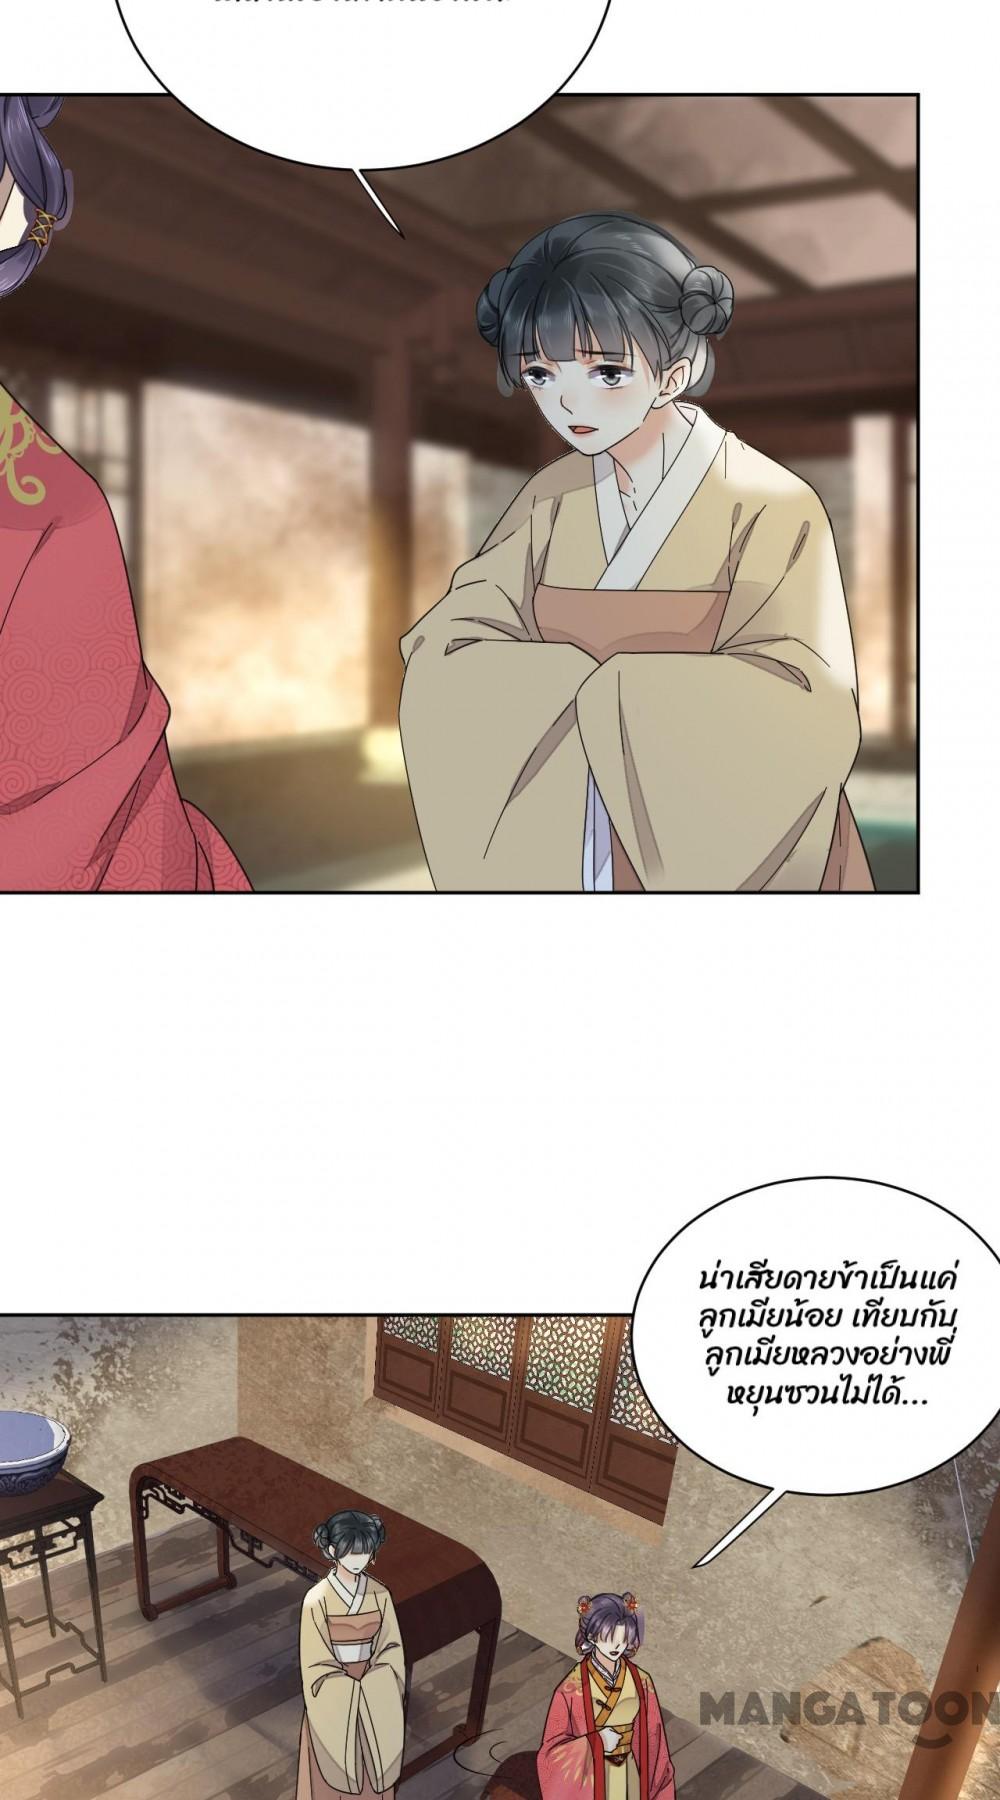 น่าเสียดายข้าเป็นแค่
ลูกเมียน้อย เทียบกับ
ลูกเมียหลวงอย่างพี่
หยุนซวนไม่ได้...
MANGATOON